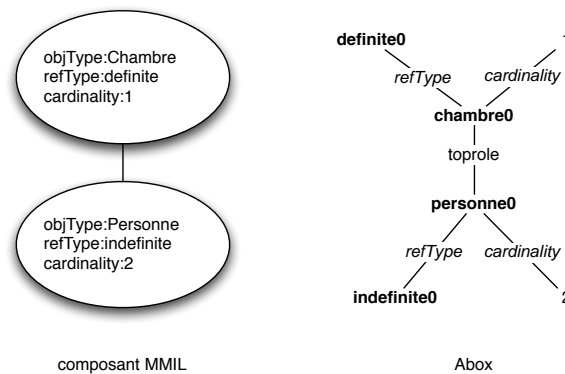 objType:Chambre
refType:definite
cardinality:1
objType:Personne
refType:indefinite
cardinality:2
composant MMIL
definite0
refType
cardinality
chambre0
toprole
personne0
refType
cardinality
indefinite0
2
Abox